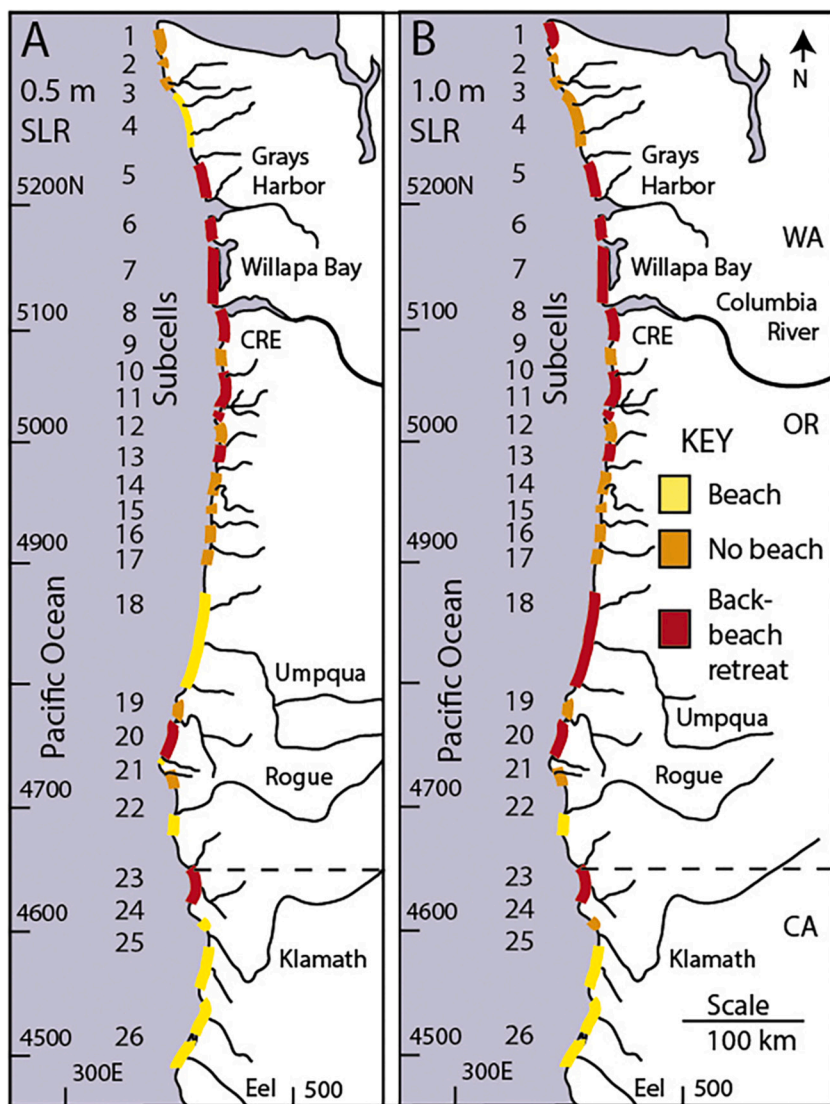 A
0.5 m
SLR
1
2
3
4
5
6
7
8
9
10
11
12
13
14
15
16
17
18
19
20
21
22
23
24
25
26
Grays
Harbor
5200N
Willapa Bay
5100
CRE
Subcells
5000
4900
Pacific Ocean
Umpqua
Rogue
4700
4600
Klamath
4500
300E
Eel
500
B
1.0 m
SLR
N
1
2
3
4
5
6
7
8
9
10
11
12
13
14
15
16
17
18
19
20
21
22
23
24
25
26
Grays
Harbor
5200N
WA
Willapa Bay
Columbia
River
5100
CRE
Subcells
5000
OR
KEY
Beach
No beach
Back-
beach
retreat
4900
Pacific Ocean
Umpqua
Rogue
4700
4600
CA
Klamath
Scale
100 km
4500
300E
Eel
500